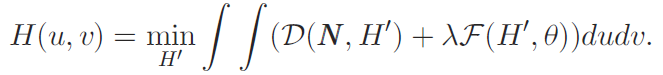 H(u, v) = min_{H′} ∫ ∫ (𝒟(𝑵, H′) + λℱ(H′, θ))dudv.